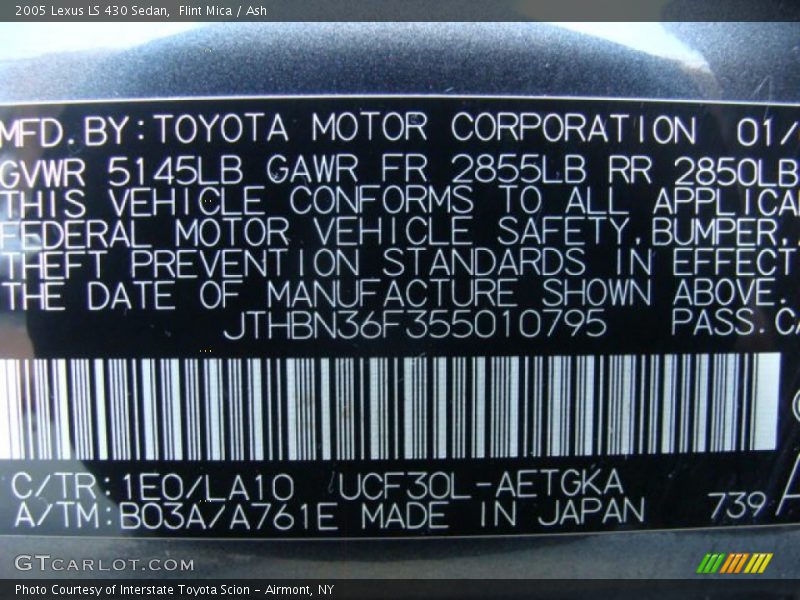 2005 Lexus LS 430 Sedan, Flint Mica / Ash
MFD.BY:TOYOTA MOTOR CORPORATION 01/
GVWR 5145LB GAWR FR 2855LB RR 2850LB
THIS VEHICLE CONFORMS TO ALL
FEDERAL MOTOR VEHICLE SAFETY,BUMPER,
THEFT PREVENTION STANDARDS IN EFFECT
THE DATE OF MANUFACTURE SHOWN ABOVE.
JTHBN36F355010795 PASS.
C/TR:1E0/LA10 UCF30L-AETGKA
A/TM:B03A/A761E MADE IN JAPAN 739
GTCARLOT.COM
Photo Courtesy of Interstate Toyota Scion - Airmont, NY